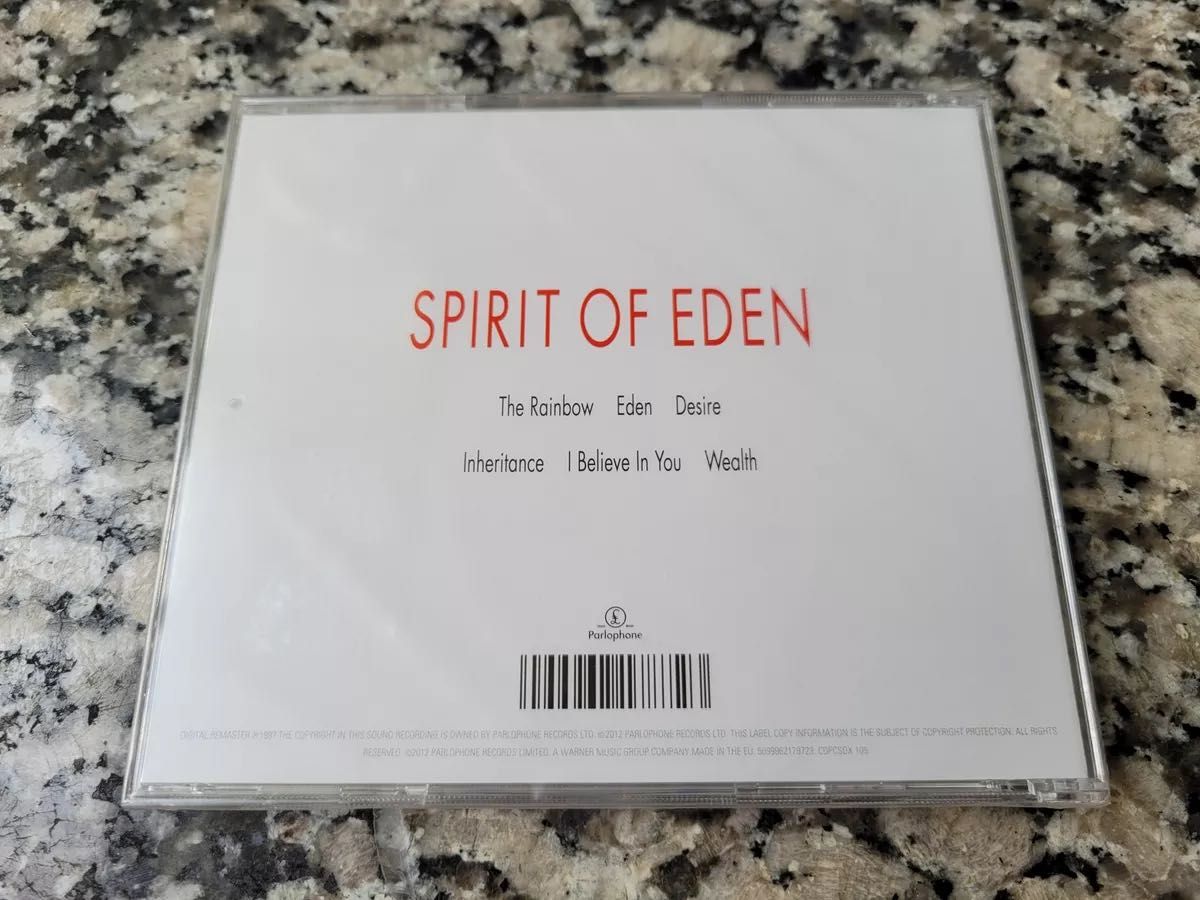 SPIRIT OF EDEN
The Rainbow Eden Desire
Inheritance I Believe In You Wealth
£
Parlophone
DIGITAL REMASTER ℗1997 THE COPYRIGHT IN THIS SOUND RECORDING IS OWNED BY PARLOPHONE RECORDS LTD. ©2012 PARLOPHONE RECORDS LTD. THIS LABEL COPY INFORMATION IS THE SUBJECT OF COPYRIGHT PROTECTION. ALL RIGHTS
RESERVED. ©2012 PARLOPHONE RECORDS LIMITED. A WARNER MUSIC GROUP COMPANY. MADE IN THE EU.